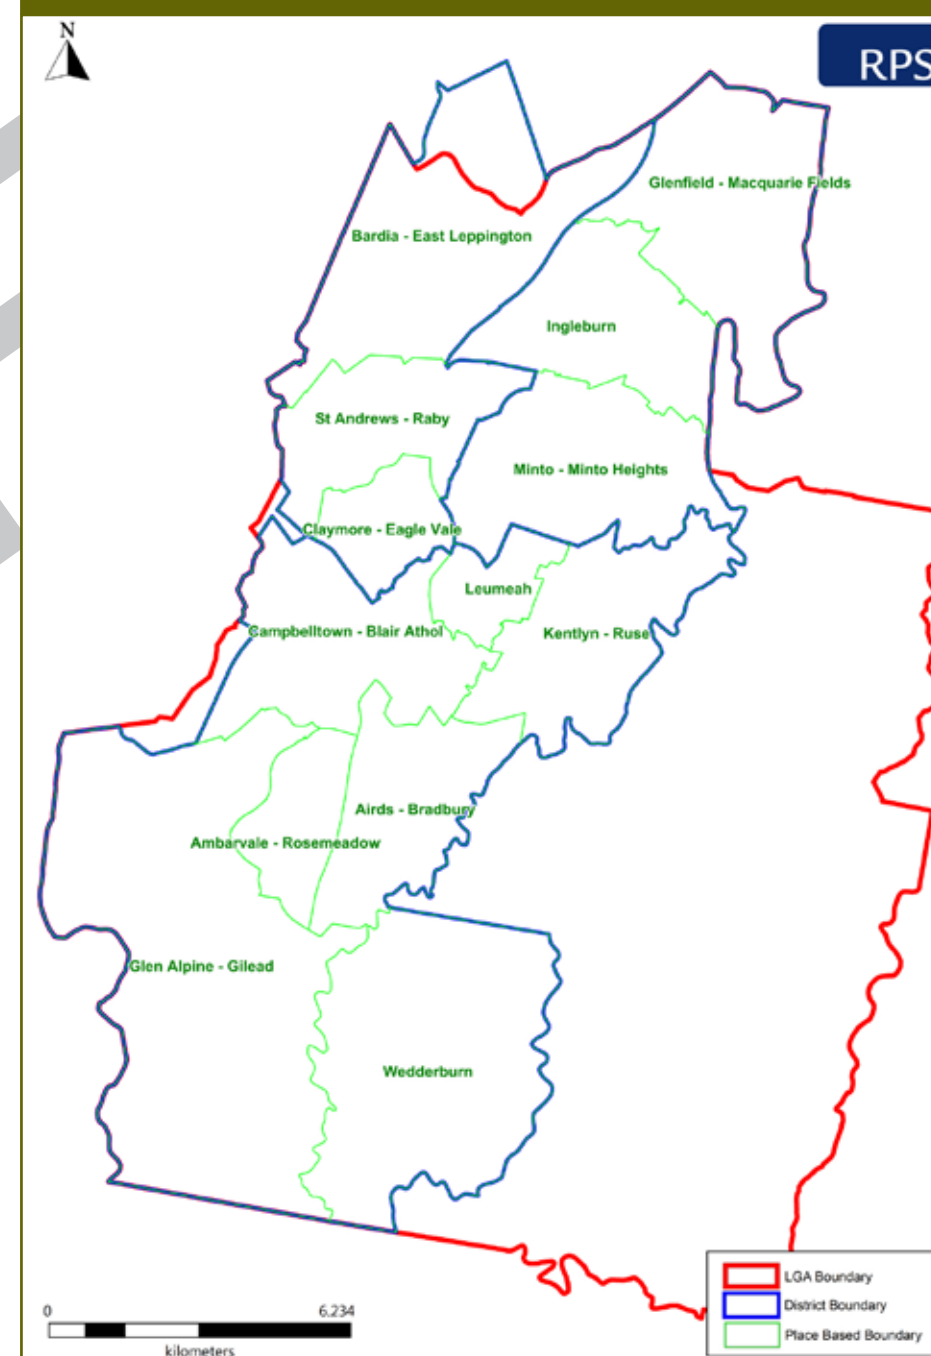 N
RPS
Glenfield - Macquarie Fields
Bardia - East Leppington
Ingleburn
St Andrews - Raby
Minto - Minto Heights
Claymore - Eagle Vale
Leumeah
Campbelltown - Blair Athol
Kentlyn - Ruse
Airds - Bradbury
Ambarvale - Rosemeadow
Glen Alpine - Gilead
Wedderburn
LGA Boundary
District Boundary
Place Based Boundary
0 6.234
kilometers